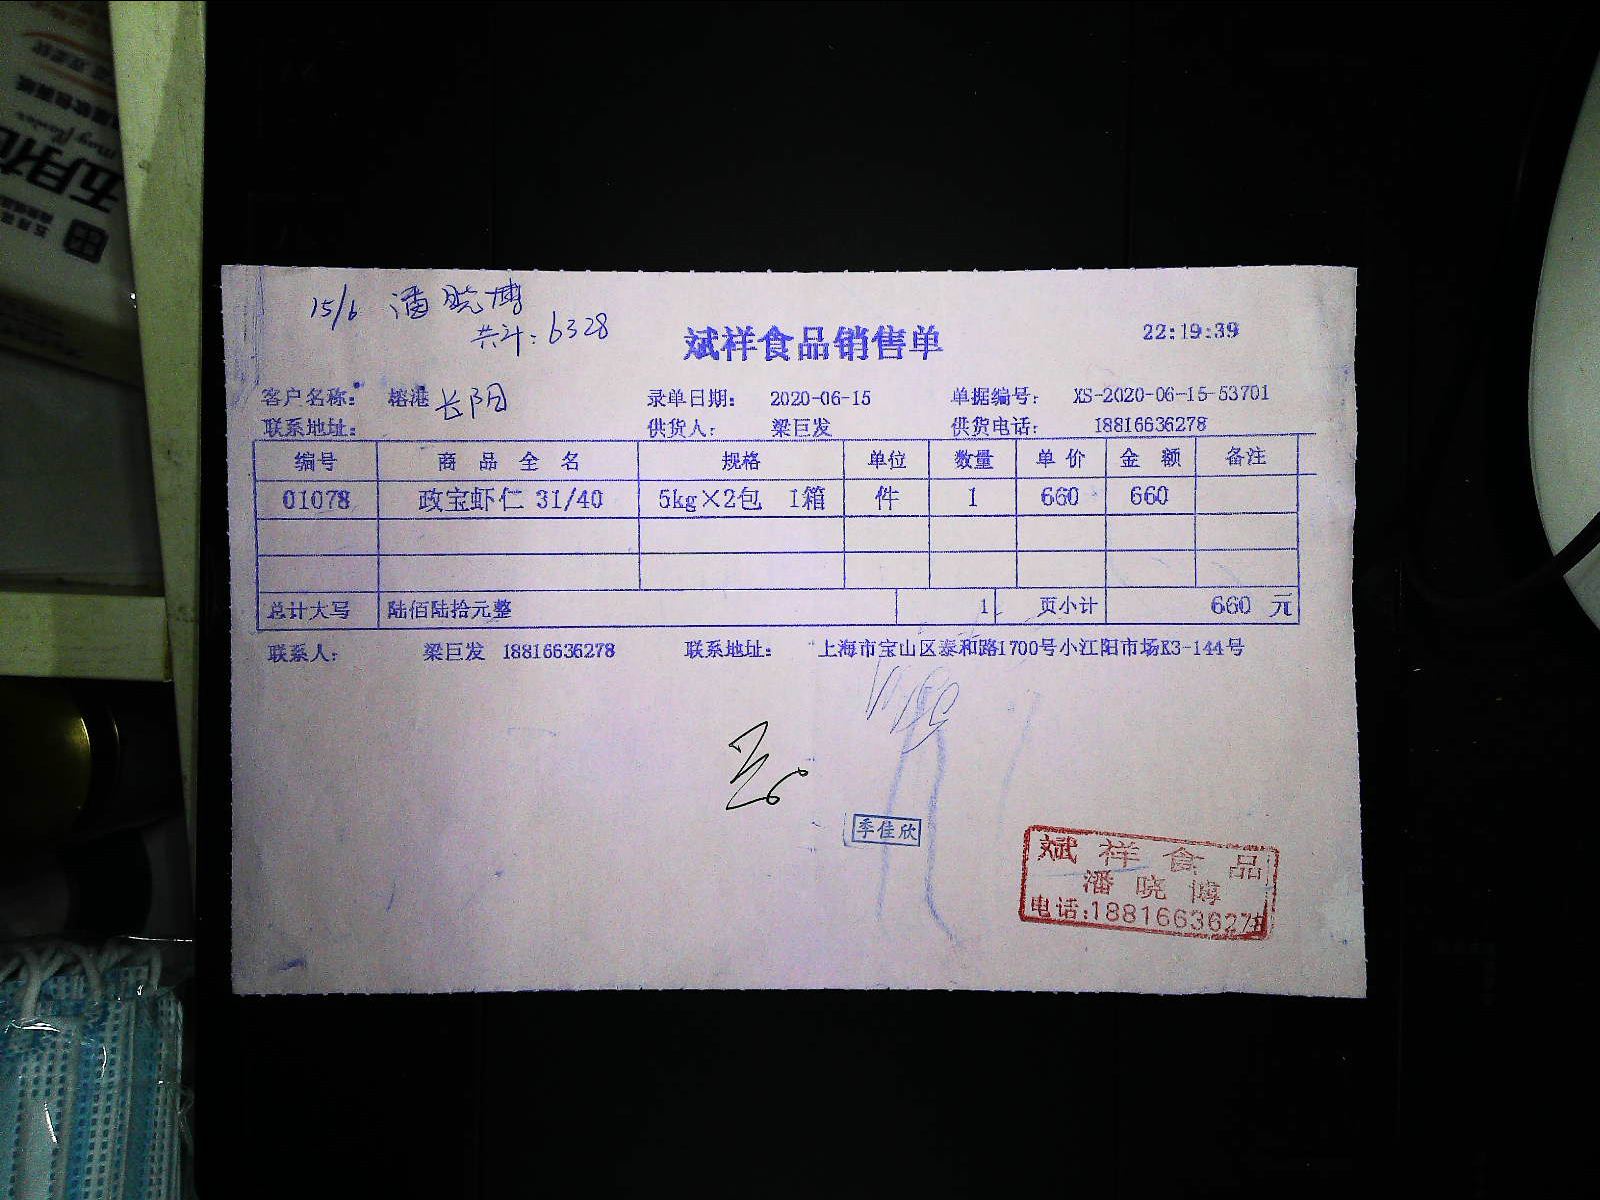 五月花
15/6 潘晓博
共计:6328
斌祥食品销售单
22:19:39
客户名称: 榕港 长阳 录单日期: 2020-06-15 单据编号: XS-2020-06-15-53701
联系地址: 供货人: 梁巨发 供货电话: 18816636278
编号 商品全名 规格 单位 数量 单价 金额 备注
01078 政宝虾仁 31/40 5kg×2包 1箱 件 1 660 660
总计大写 陆佰陆拾元整 1 页小计 660 元
联系人: 梁巨发 18816636278 联系地址: 上海市宝山区泰和路1700号小江阳市场K3-144号
季佳欣
斌祥食品
潘晓博
电话:18816636278